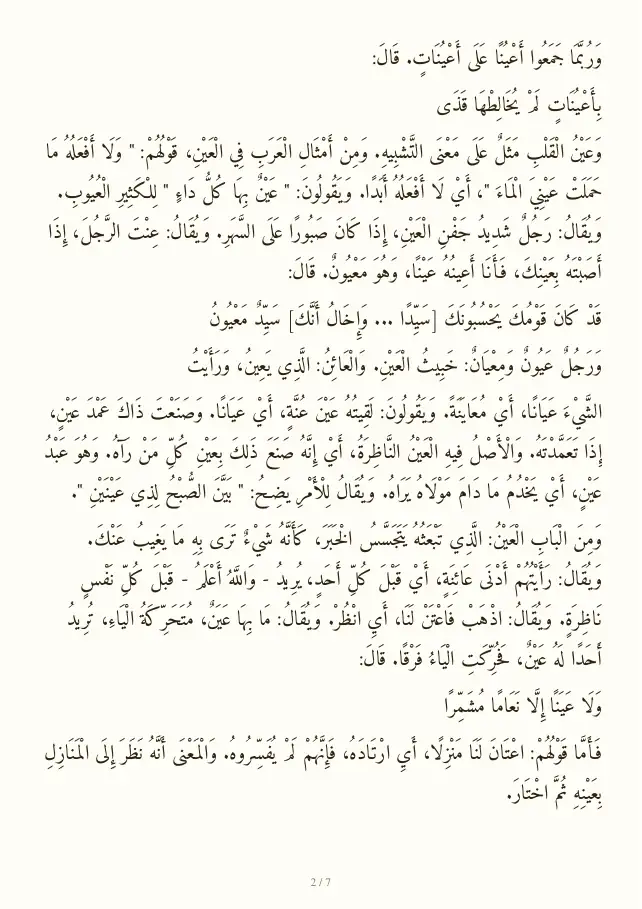 وَرُبَّمَا جَمَعُوا أَعْيُنًا عَلَى أَعْيُنَاتٍ. قَالَ:
بِأَعْيُنَاتٍ لَمْ يُخَالِطْهَا قَذَى
وَعَيْنُ الْقَلْبِ مَثَلٌ عَلَى مَعْنَى التَّشْبِيهِ. وَمِنْ أَمْثَالِ الْعَرَبِ فِي الْعَيْنِ، قَوْلُهُمْ: " وَلَا أَفْعَلُهُ مَا
حَمَلَتْ عَيْنِيَ الْمَاءَ "، أَيْ لَا أَفْعَلُهُ أَبَدًا. وَيَقُولُونَ: " عَيْنٌ بِهَا كُلُّ دَاءٍ " لِلْكَثِيرِ الْعُيُوبِ.
وَيُقَالُ: رَجُلٌ شَدِيدُ جَفْنِ الْعَيْنِ، إِذَا كَانَ صَبُورًا عَلَى السَّهَرِ. وَيُقَالُ: عِنْتَ الرَّجُلَ، إِذَا
أَصَبْتَهُ بِعَيْنِكَ، فَأَنَا أَعِينُهُ عَيْنًا، وَهُوَ مَعْيُونٌ. قَالَ:
قَدْ كَانَ قَوْمُكَ يَحْسُبُونَكَ [سَيِّدًا ... وَإِخَالُ أَنَّكَ] سَيِّدٌ مَعْيُونُ
وَرَجُلٌ عَيُونٌ وَمِعْيَانٌ: خَبِيثُ الْعَيْنِ. وَالْعَائِنُ: الَّذِي يَعِينُ، وَرَأَيْتُ
الشَّيْءَ عَيَانًا، أَيْ مُعَايَنَةً. وَيَقُولُونَ: لَقِيتُهُ عَيْنَ عُنَّةٍ، أَيْ عَيَانًا. وَصَنَعْتَ ذَاكَ عَمْدَ عَيْنٍ،
إِذَا تَعَمَّدْتَهُ. وَالْأَصْلُ فِيهِ الْعَيْنُ النَّاظِرَةُ، أَيْ إِنَّهُ صَنَعَ ذَلِكَ بِعَيْنِ كُلِّ مَنْ رَآهُ. وَهُوَ عَبْدُ
عَيْنٍ، أَيْ يَخْدُمُ مَا دَامَ مَوْلَاهُ يَرَاهُ. وَيُقَالُ لِلْأَمْرِ يَضِحُ: " بَيَّنَ الصُّبْحُ لِذِي عَيْنَيْنِ ".
وَمِنَ الْبَابِ الْعَيْنُ: الَّذِي تَبْعَثُهُ يَتَجَسَّسُ الْخَبَرَ، كَأَنَّهُ شَيْءٌ تَرَى بِهِ مَا يَغِيبُ عَنْكَ.
وَيُقَالُ: رَأَيْتُهُمْ أَدْنَى عَائِنَةٍ، أَيْ قَبْلَ كُلِّ أَحَدٍ، يُرِيدُ - وَاللَّهُ أَعْلَمُ - قَبْلَ كُلِّ نَفْسٍ
نَاظِرَةٍ. وَيُقَالُ: اذْهَبْ فَاعْتَنْ لَنَا، أَيِ انْظُرْ. وَيُقَالُ: مَا بِهَا عَيَنٌ، مُتَحَرِّكَةُ الْيَاءِ، تُرِيدُ
أَحَدًا لَهُ عَيْنٌ، فَحُرِّكَتِ الْيَاءُ فَرْقًا. قَالَ:
وَلَا عَيَنًا إِلَّا نَعَامًا مُشَمِّرًا
فَأَمَّا قَوْلُهُمْ: اعْتَانَ لَنَا مَنْزِلًا، أَيِ ارْتَادَهُ، فَإِنَّهُمْ لَمْ يُفَسِّرُوهُ. وَالْمَعْنَى أَنَّهُ نَظَرَ إِلَى الْمَنَازِلِ
بِعَيْنِهِ ثُمَّ اخْتَارَ.
2 / 7